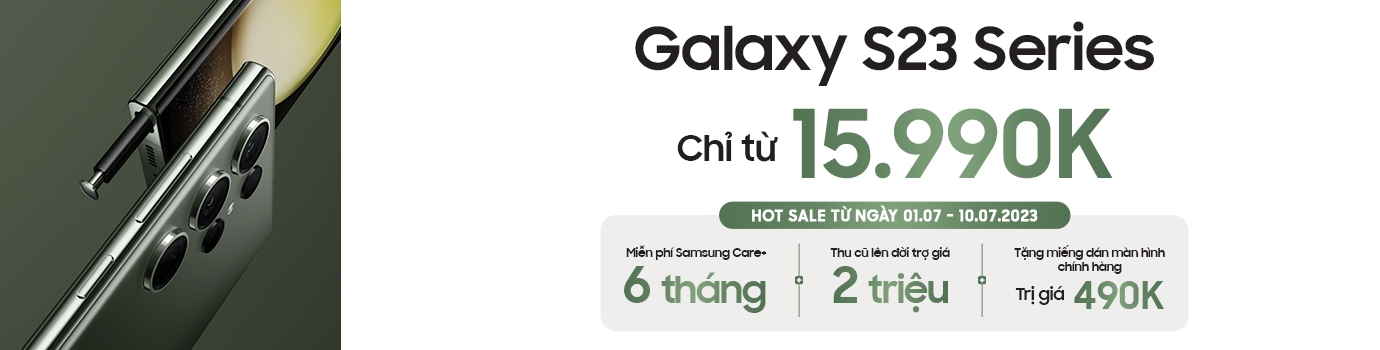 Galaxy S23 Series
Chỉ từ 15.990K
HOT SALE TỪ NGÀY 01.07 - 10.07.2023
Miễn phí Samsung Care+
6 tháng
Thu cũ lên đời trợ giá
2 triệu
Tặng miếng dán màn hình
chính hàng
Trị giá 490K